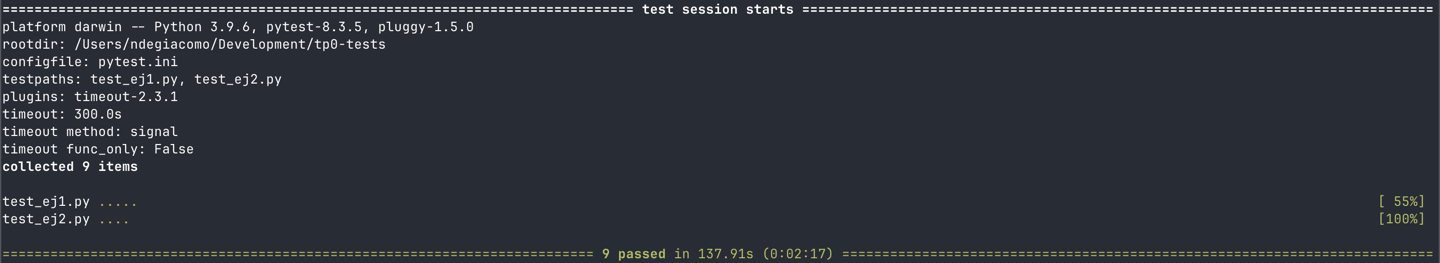 =============================================================================== test session starts ===============================================================================
platform darwin -- Python 3.9.6, pytest-8.3.5, pluggy-1.5.0
rootdir: /Users/ndegiacomo/Development/tp0-tests
configfile: pytest.ini
testpaths: test_ej1.py, test_ej2.py
plugins: timeout-2.3.1
timeout: 300.0s
timeout method: signal
timeout func_only: False
collected 9 items

test_ej1.py ..... [ 55%]
test_ej2.py .... [100%]

========================================================================== 9 passed in 137.91s (0:02:17) ==========================================================================